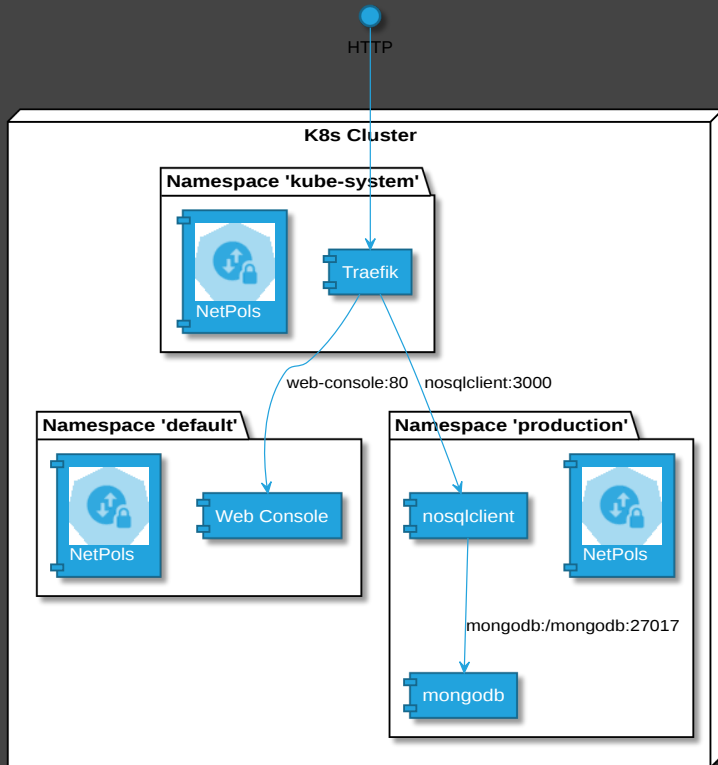 HTTP
K8s Cluster
Namespace 'kube-system'
Traefik
NetPols
web-console:80
nosqlclient:3000
Namespace 'default'
Namespace 'production'
Web Console
nosqlclient
NetPols
NetPols
mongodb:/mongodb:27017
mongodb